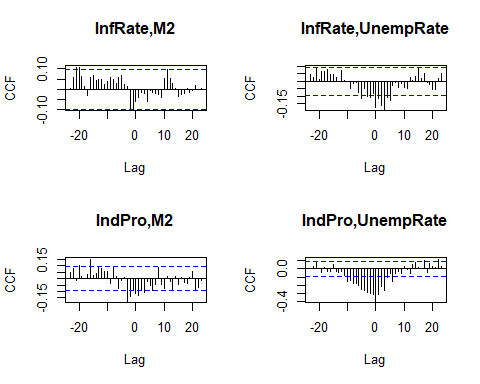 InfRate,M2
CCF
-0.10 0.10
-20 0 10 20
Lag
InfRate,UnempRate
CCF
-0.15
-20 0 10 20
Lag
IndPro,M2
CCF
-0.15 0.15
-20 0 10 20
Lag
IndPro,UnempRate
CCF
-0.4 0.0
-20 0 10 20
Lag